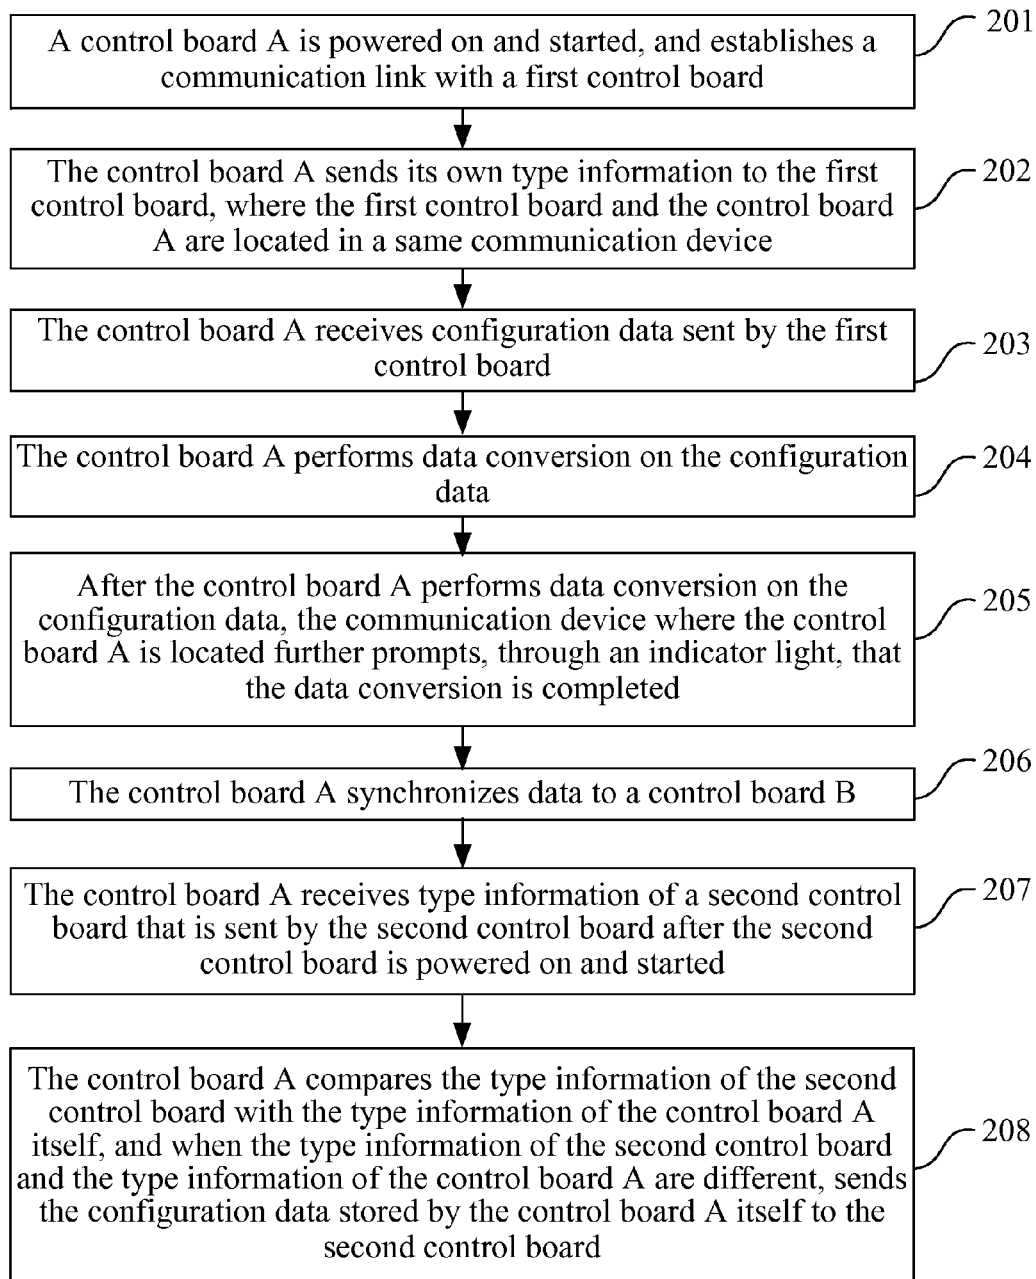 A control board A is powered on and started, and establishes a
communication link with a first control board
201
The control board A sends its own type information to the first
control board, where the first control board and the control board
A are located in a same communication device
202
The control board A receives configuration data sent by the first
control board
203
The control board A performs data conversion on the configuration
data
204
After the control board A performs data conversion on the
configuration data, the communication device where the control
board A is located further prompts, through an indicator light, that
the data conversion is completed
205
The control board A synchronizes data to a control board B
206
The control board A receives type information of a second control
board that is sent by the second control board after the second
control board is powered on and started
207
The control board A compares the type information of the second
control board with the type information of the control board A
itself, and when the type information of the second control board
and the type information of the control board A are different, sends
the configuration data stored by the control board A itself to the
second control board
208